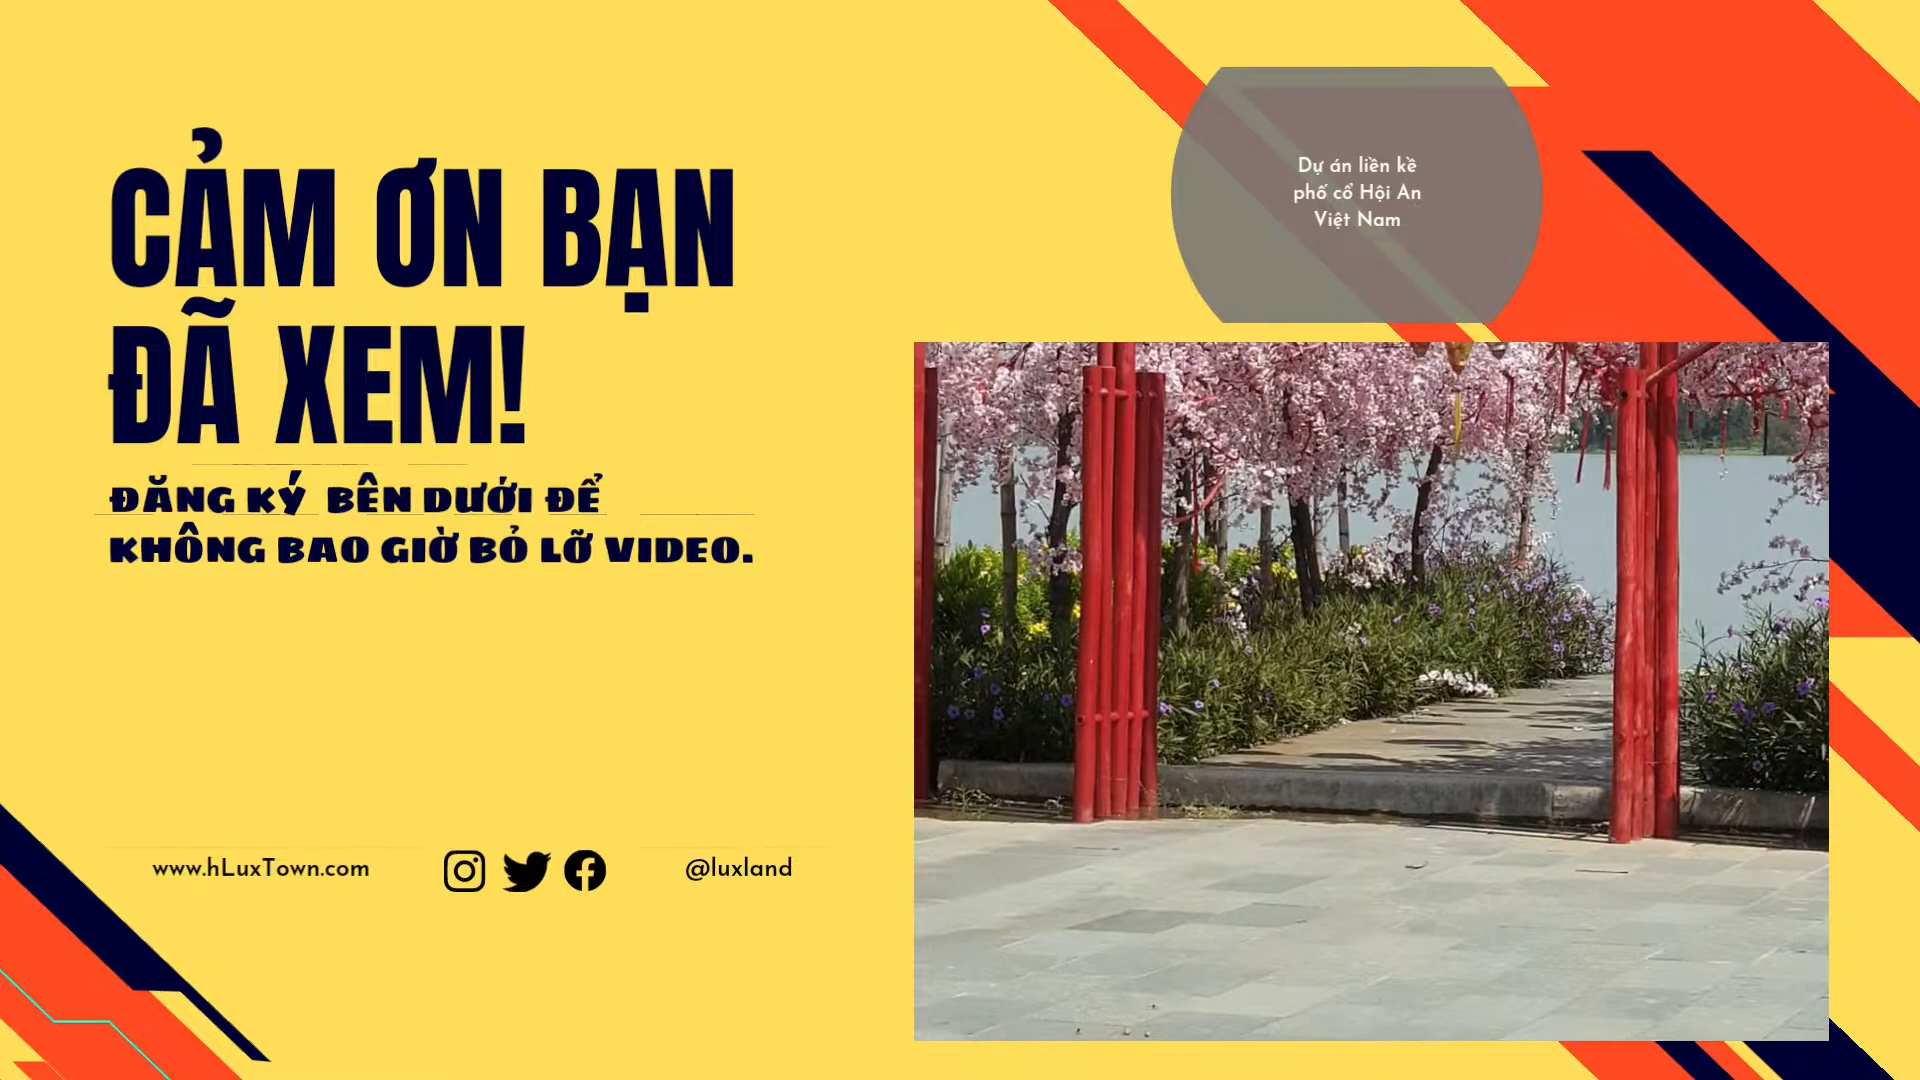 CẢM ƠN BẠN
ĐÃ XEM!
ĐĂNG KÝ BÊN DƯỚI ĐỂ
KHÔNG BAO GIỜ BỎ LỠ VIDEO.
www.hLuxTown.com
@luxland
Dự án liền kề
phố cổ Hội An
Việt Nam